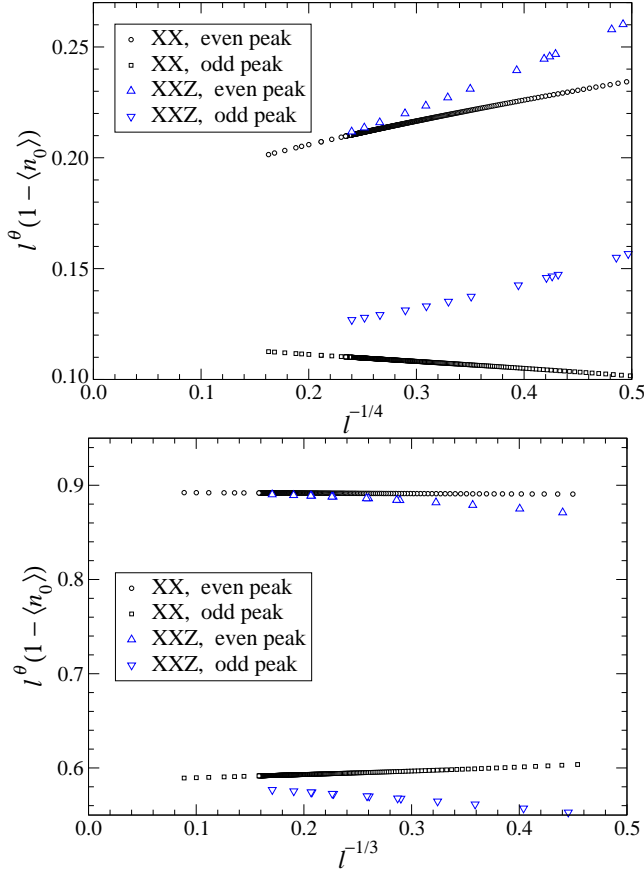 0.25
0.20
0.15
0.10
l^θ (1 − ⟨n_0⟩)
XX, even peak
XX, odd peak
XXZ, even peak
XXZ, odd peak
0.0 0.1 0.2 0.3 0.4 0.5
l^{-1/4}
0.9
0.8
0.7
0.6
l^θ (1 − ⟨n_0⟩)
XX, even peak
XX, odd peak
XXZ, even peak
XXZ, odd peak
0.0 0.1 0.2 0.3 0.4 0.5
l^{-1/3}